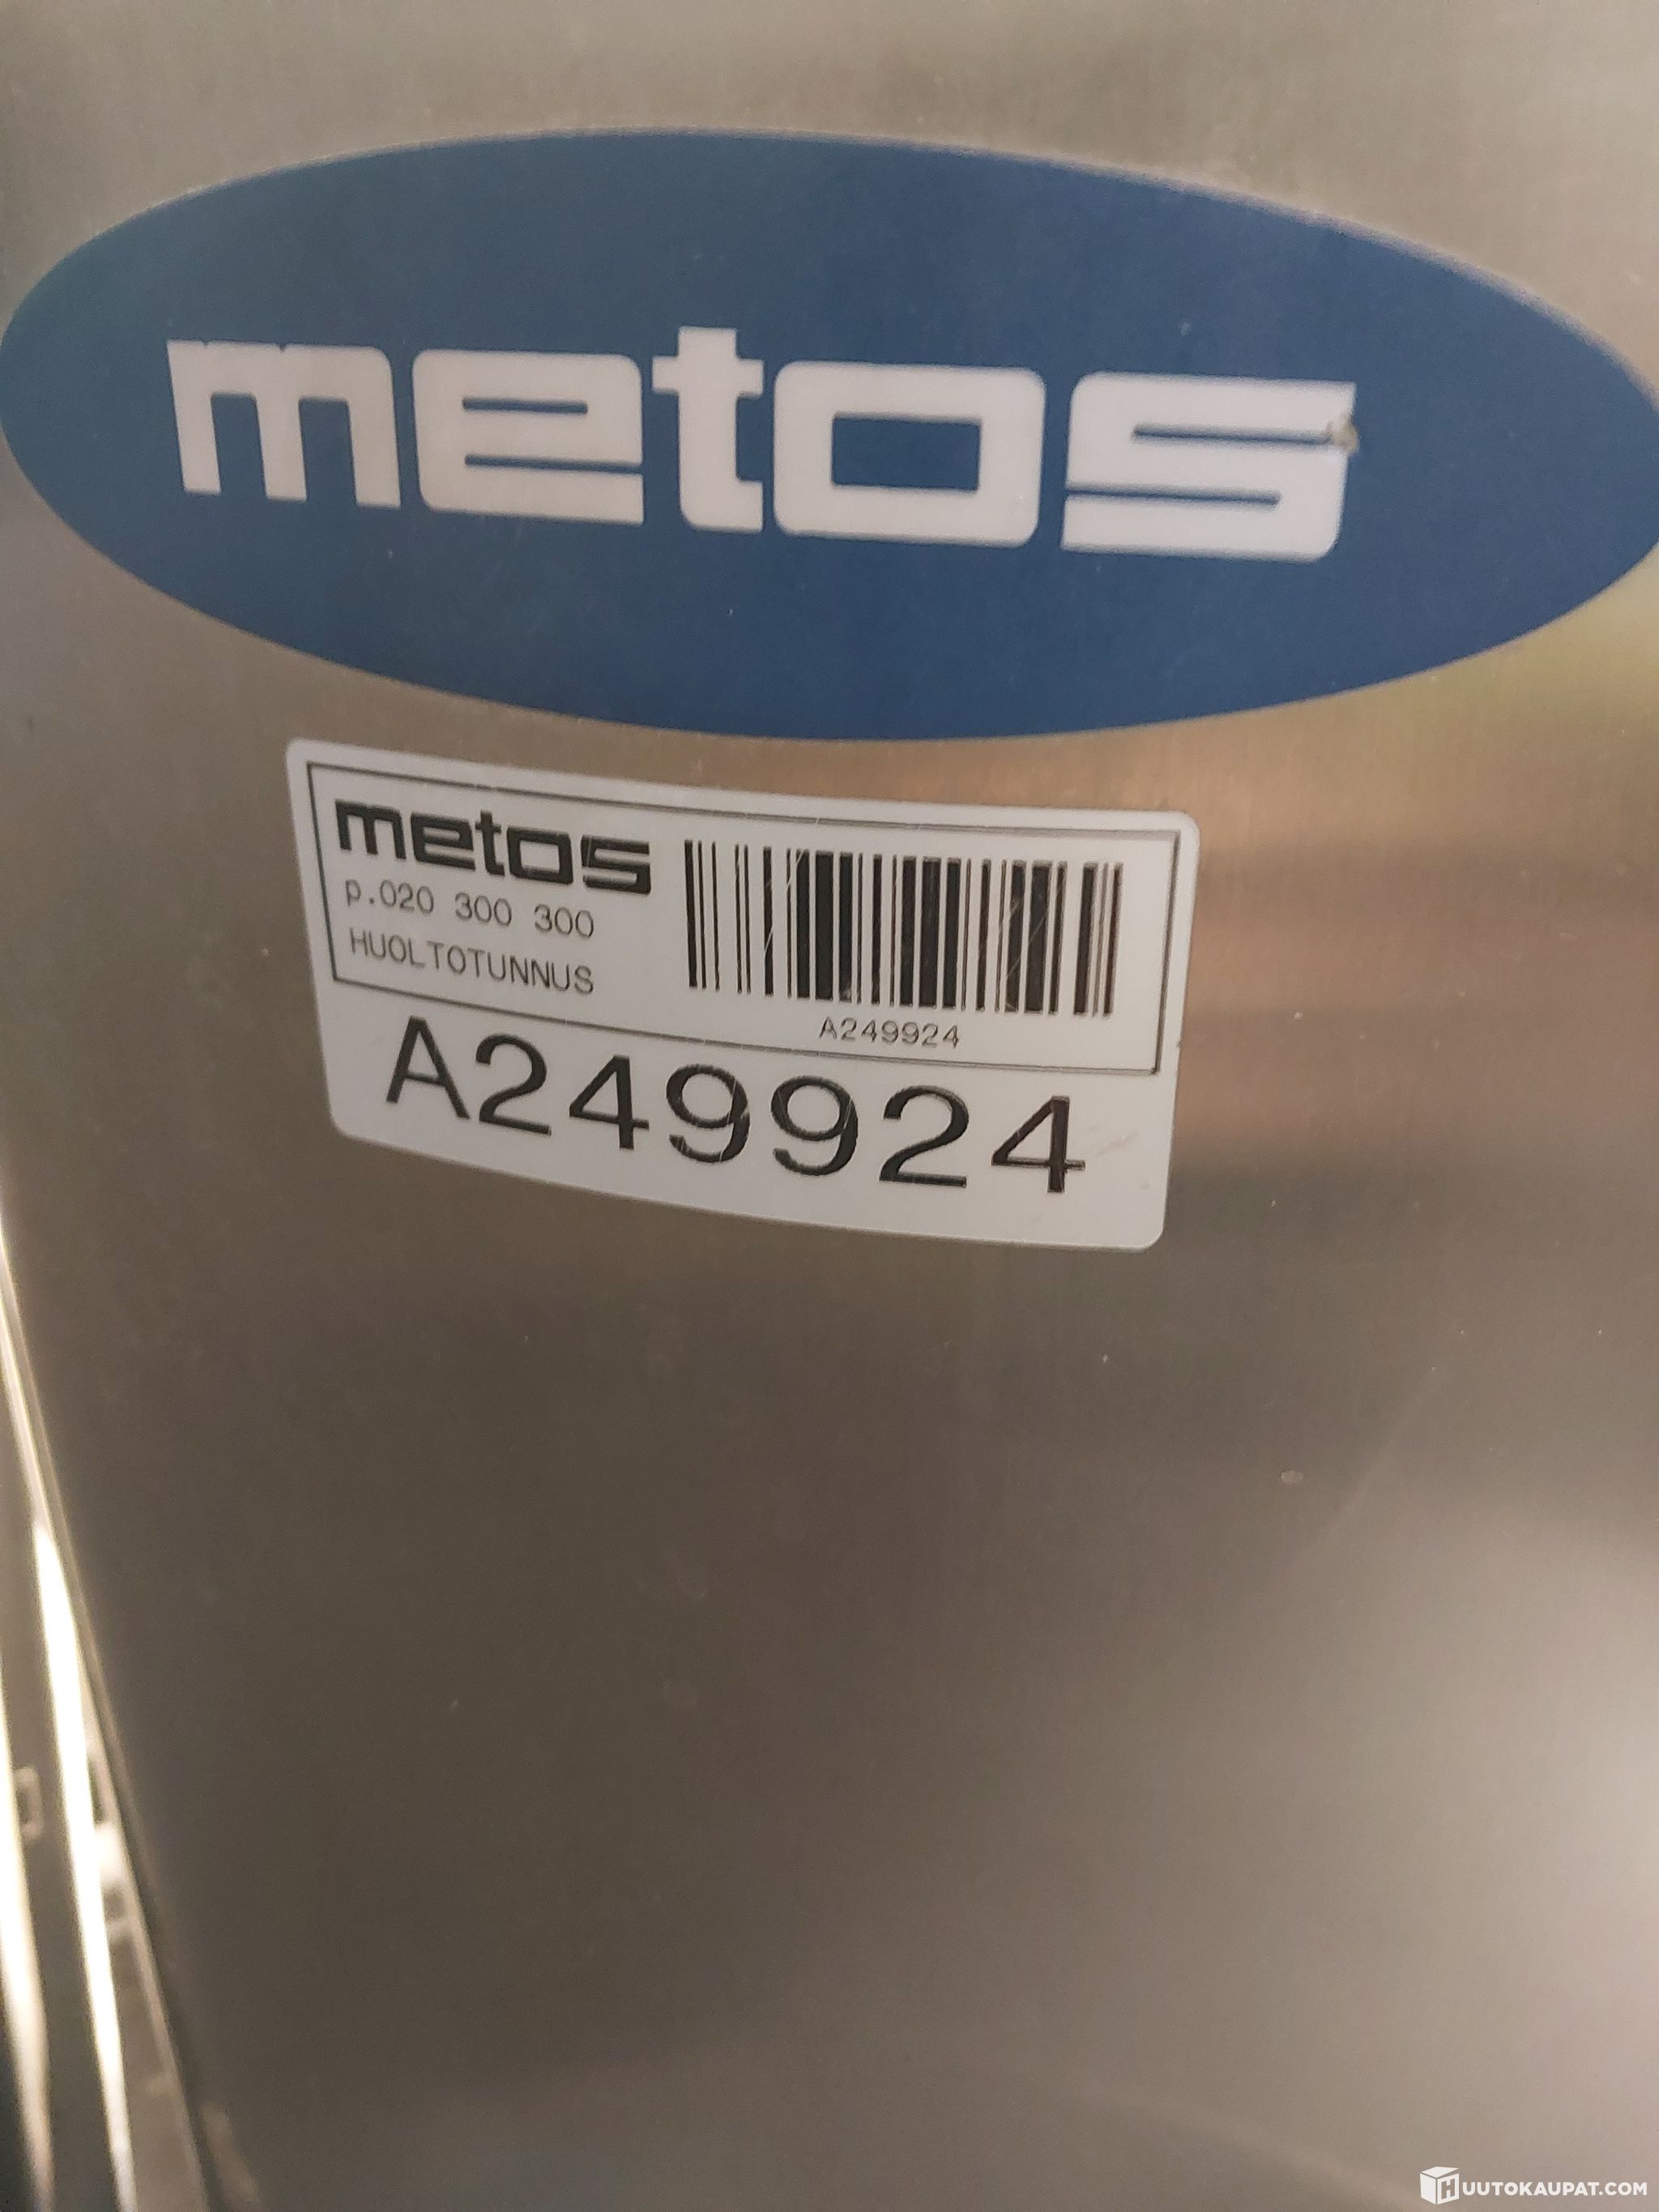 metos
metos
p.020 300 300
HUOLTOTUNNUS
A249924
A249924
HUUTOKAUPAT.COM